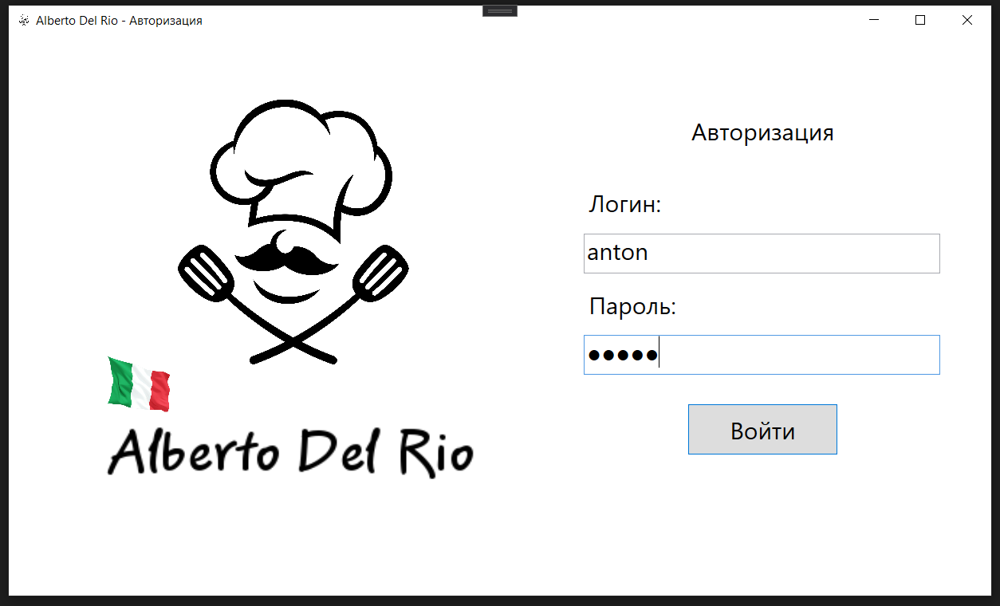 Alberto Del Rio - Авторизация
Авторизация
Логин:
anton
Пароль:
●●●●●
Войти
Alberto Del Rio